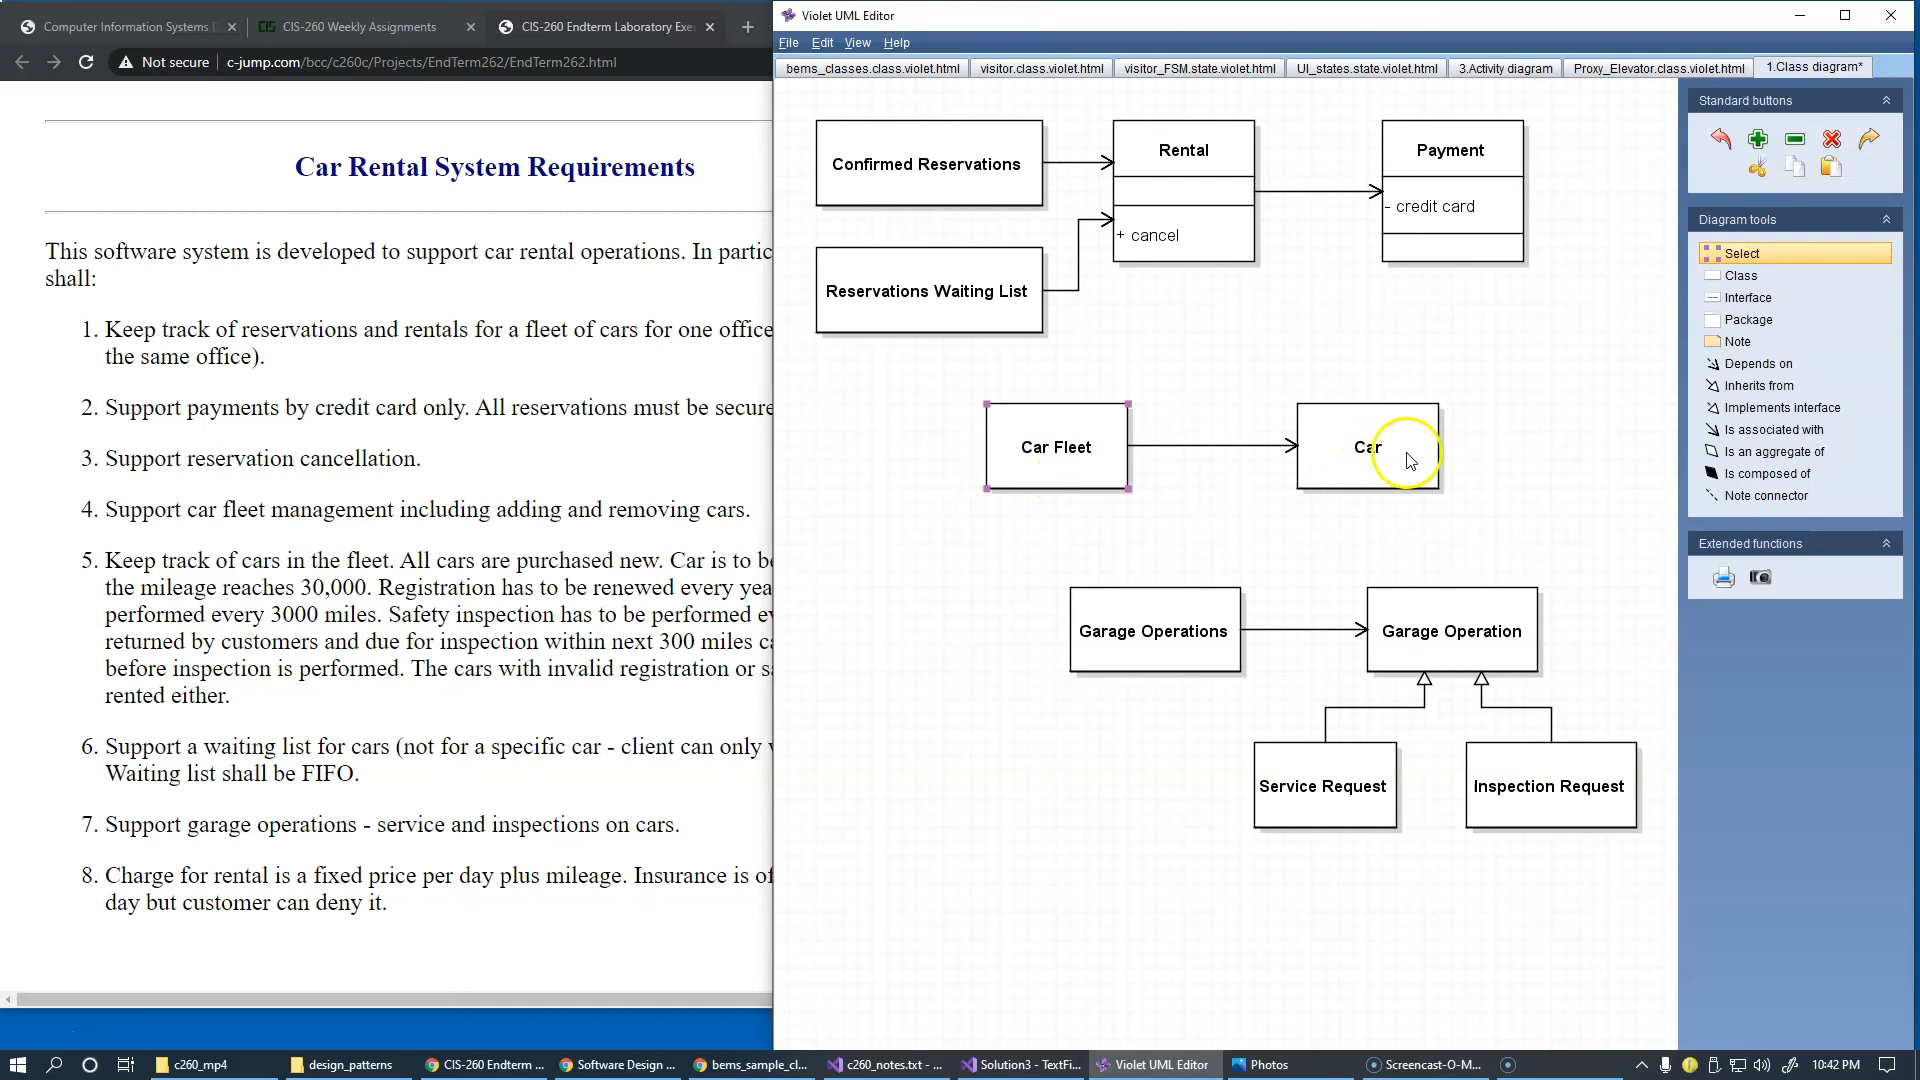 Computer Information Systems
CIS-260 Weekly Assignments
CIS-260 Endterm Laboratory Exe
Not secure
c-jump.com/bcc/c260c/Projects/EndTerm262/EndTerm262.html
Car Rental System Requirements
This software system is developed to support car rental operations. In partic
shall:
1. Keep track of reservations and rentals for a fleet of cars for one office
the same office).
2. Support payments by credit card only. All reservations must be secure
3. Support reservation cancellation.
4. Support car fleet management including adding and removing cars.
5. Keep track of cars in the fleet. All cars are purchased new. Car is to be
the mileage reaches 30,000. Registration has to be renewed every yea
performed every 3000 miles. Safety inspection has to be performed ev
returned by customers and due for inspection within next 300 miles ca
before inspection is performed. The cars with invalid registration or sa
rented either.
6. Support a waiting list for cars (not for a specific car - client can only w
Waiting list shall be FIFO.
7. Support garage operations - service and inspections on cars.
8. Charge for rental is a fixed price per day plus mileage. Insurance is of
day but customer can deny it.
Violet UML Editor
File Edit View Help
bems_classes.class.violet.html
visitor.class.violet.html
visitor_FSM.state.violet.html
UI_states.state.violet.html
3.Activity diagram
Proxy_Elevator.class.violet.html
1.Class diagram*
Confirmed Reservations
Rental
+ cancel
Payment
- credit card
Reservations Waiting List
Car Fleet
Car
Garage Operations
Garage Operation
Service Request
Inspection Request
Standard buttons
Diagram tools
Select
Class
Interface
Package
Note
Depends on
Inherits from
Implements interface
Is associated with
Is an aggregate of
Is composed of
Note connector
Extended functions
c260_mp4
design_patterns
CIS-260 Endterm ...
Software Design ...
bems_sample_cl...
c260_notes.txt - ...
Solution3 - TextFi...
Violet UML Editor
Photos
Screencast-O-M...
10:42 PM